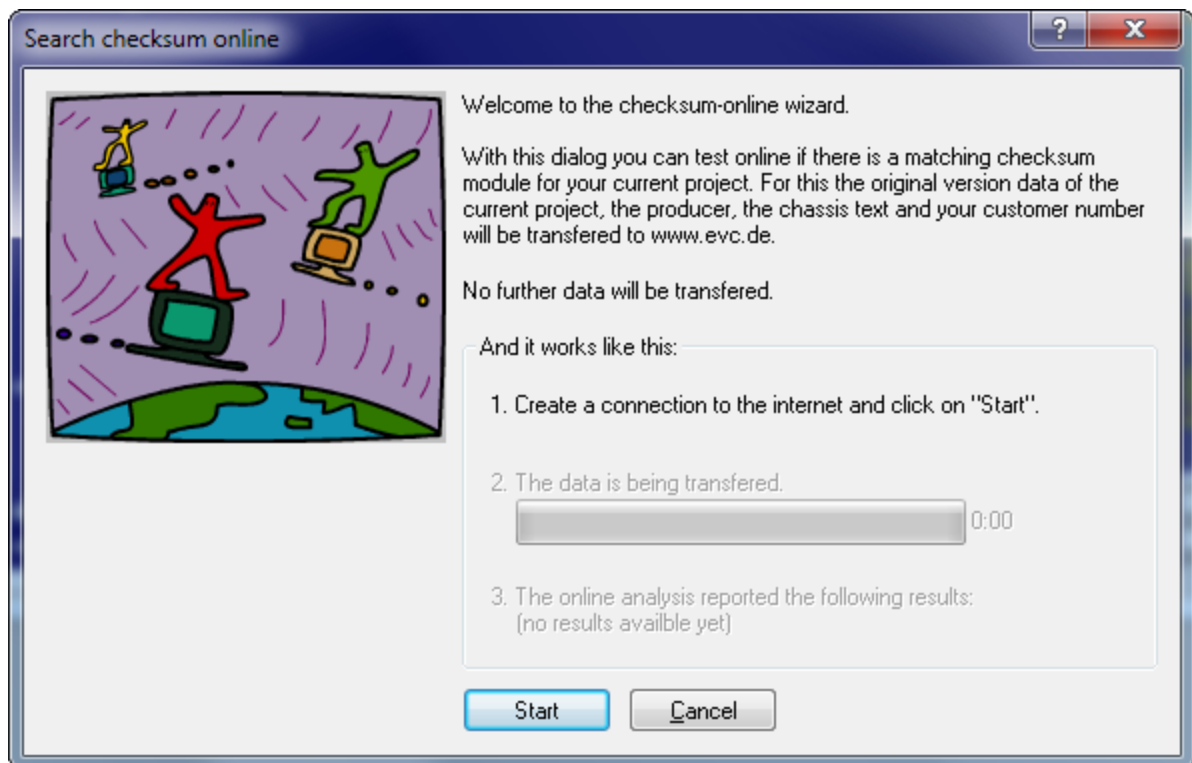 Search checksum online
?
X
Welcome to the checksum-online wizard.
With this dialog you can test online if there is a matching checksum
module for your current project. For this the original version data of the
current project, the producer, the chassis text and your customer number
will be transfered to www.evc.de.
No further data will be transfered.
And it works like this:
1. Create a connection to the internet and click on "Start".
2. The data is being transfered.
0:00
3. The online analysis reported the following results:
(no results availble yet)
Start
Cancel